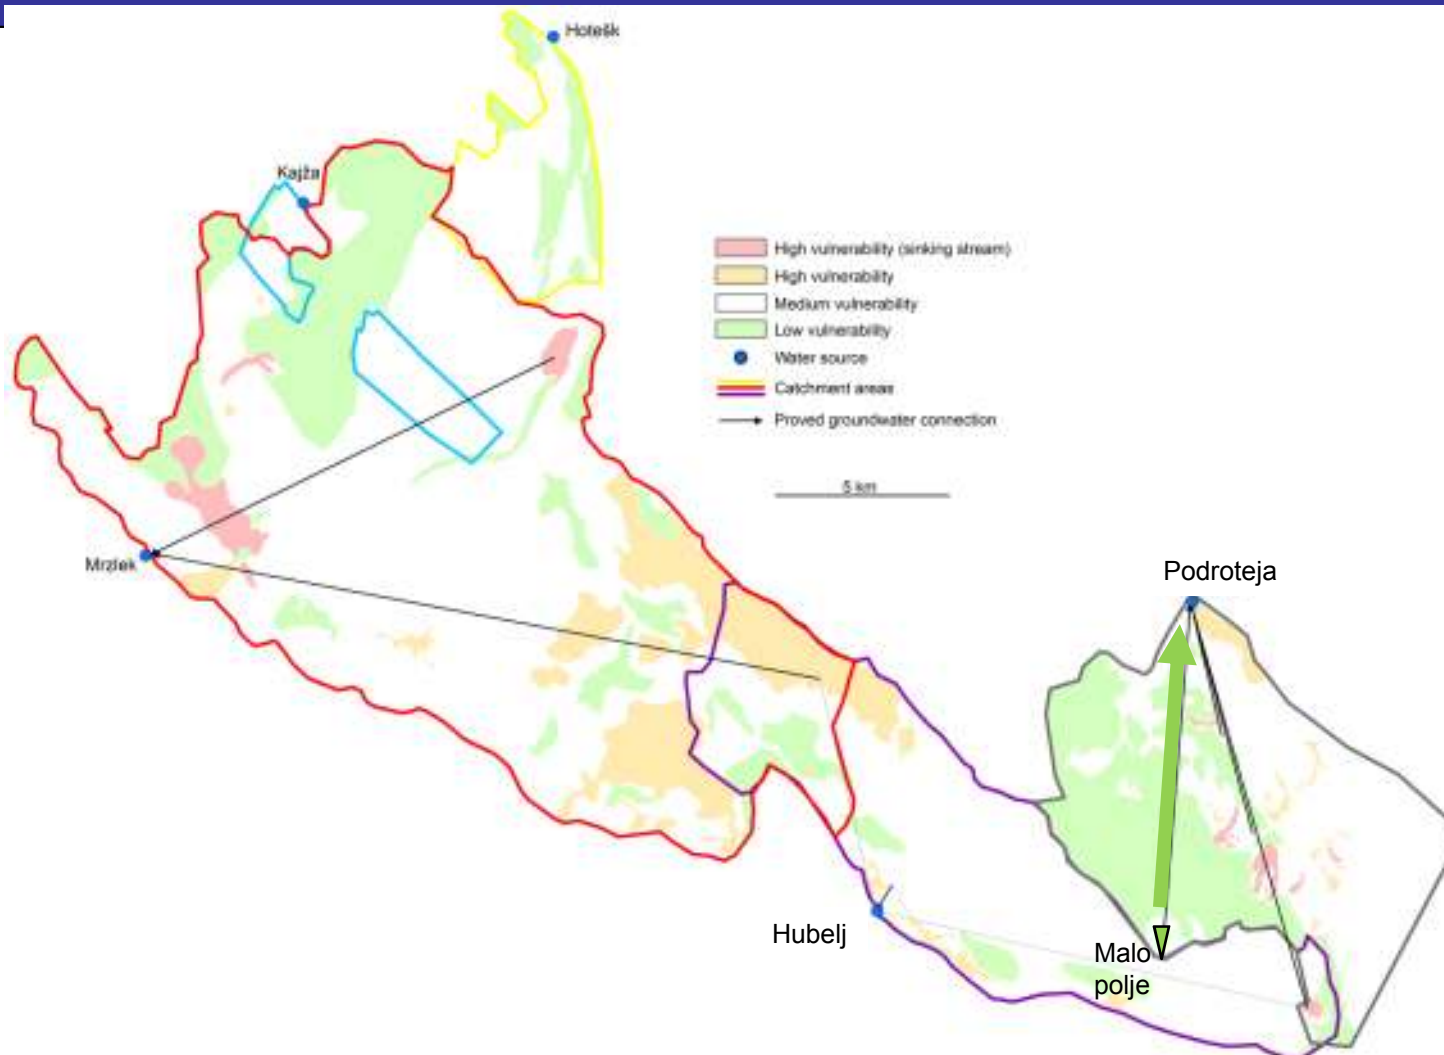 Hotešk
Kajža
High vulnerability (sinking stream)
High vulnerability
Medium vulnerability
Low vulnerability
Water source
Catchment areas
Proved groundwater connection
5 km
Mrzlek
Podroteja
Hubelj
Malo
polje